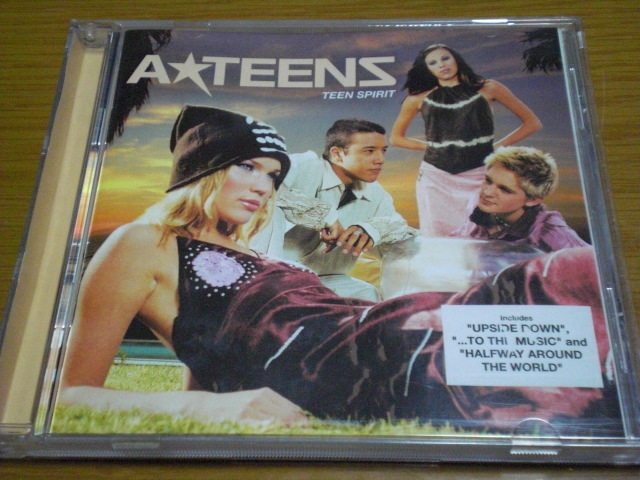 A★TEENS
TEEN SPIRIT
includes
"UPSIDE DOWN",
"...TO THE MUSIC" and
"HALFWAY AROUND
THE WORLD"